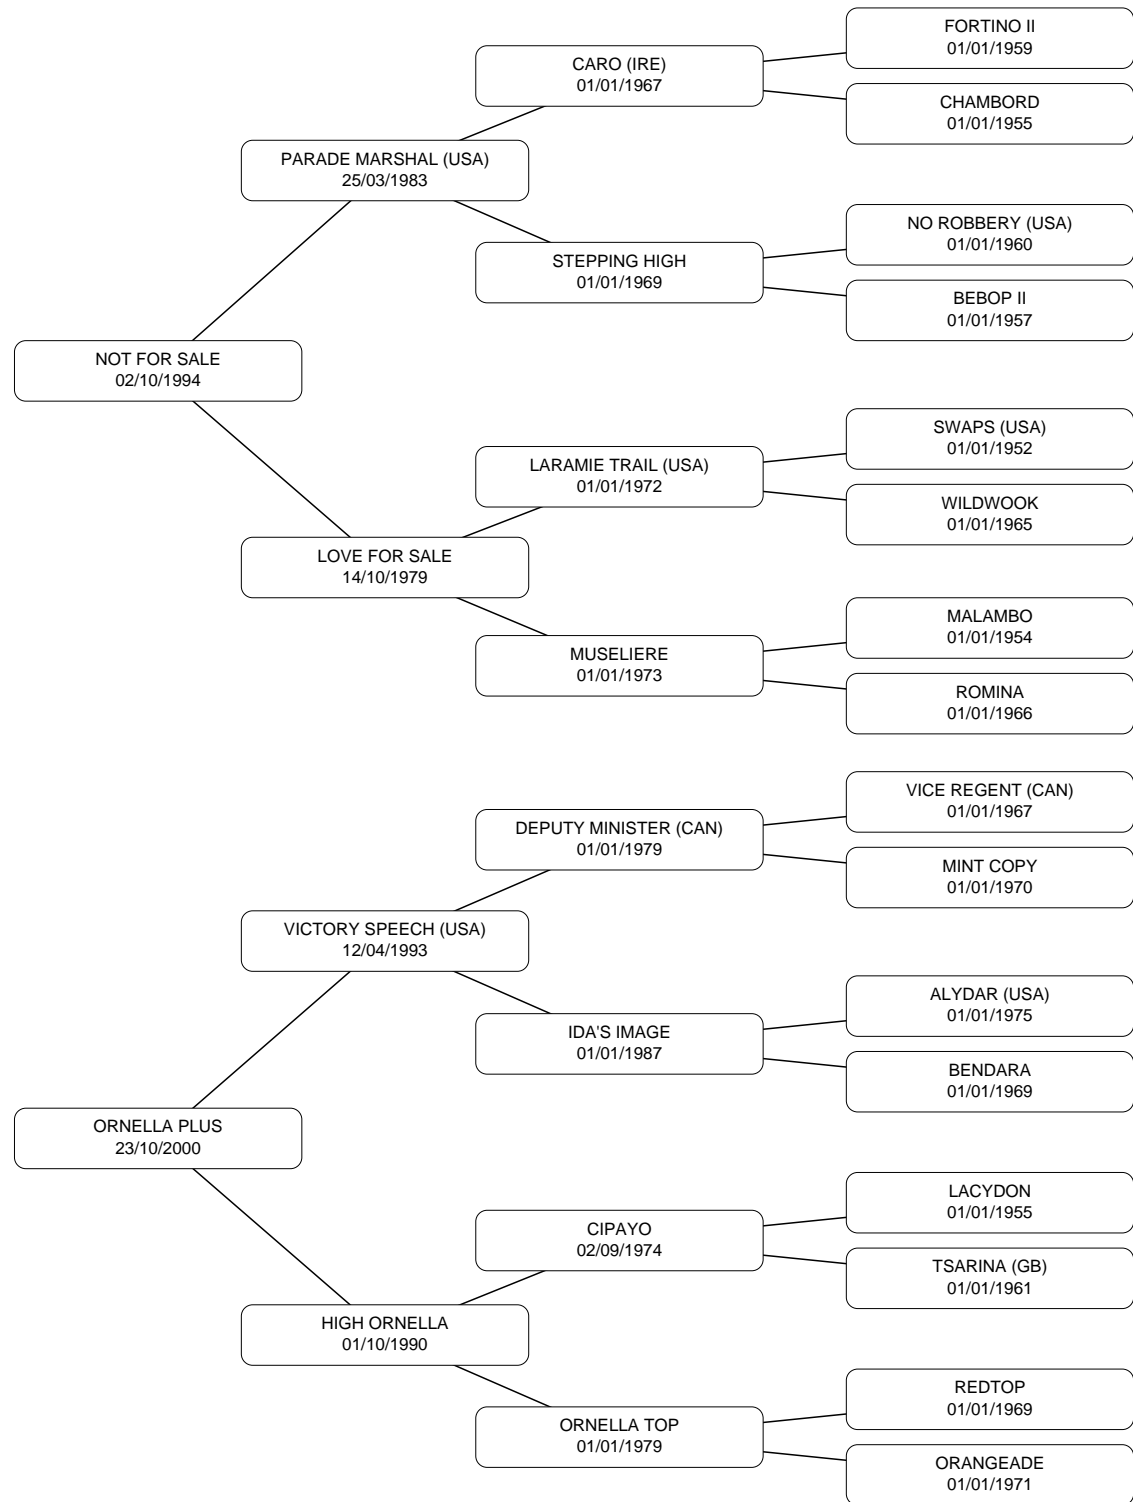 FORTINO II
01/01/1959
CARO (IRE)
01/01/1967
CHAMBORD
01/01/1955
PARADE MARSHAL (USA)
25/03/1983
NO ROBBERY (USA)
01/01/1960
STEPPING HIGH
01/01/1969
BEBOP II
01/01/1957
NOT FOR SALE
02/10/1994
SWAPS (USA)
01/01/1952
LARAMIE TRAIL (USA)
01/01/1972
WILDWOOK
01/01/1965
LOVE FOR SALE
14/10/1979
MALAMBO
01/01/1954
MUSELIERE
01/01/1973
ROMINA
01/01/1966
VICE REGENT (CAN)
01/01/1967
DEPUTY MINISTER (CAN)
01/01/1979
MINT COPY
01/01/1970
VICTORY SPEECH (USA)
12/04/1993
ALYDAR (USA)
01/01/1975
IDA'S IMAGE
01/01/1987
BENDARA
01/01/1969
ORNELLA PLUS
23/10/2000
LACYDON
01/01/1955
CIPAYO
02/09/1974
TSARINA (GB)
01/01/1961
HIGH ORNELLA
01/10/1990
REDTOP
01/01/1969
ORNELLA TOP
01/01/1979
ORANGEADE
01/01/1971